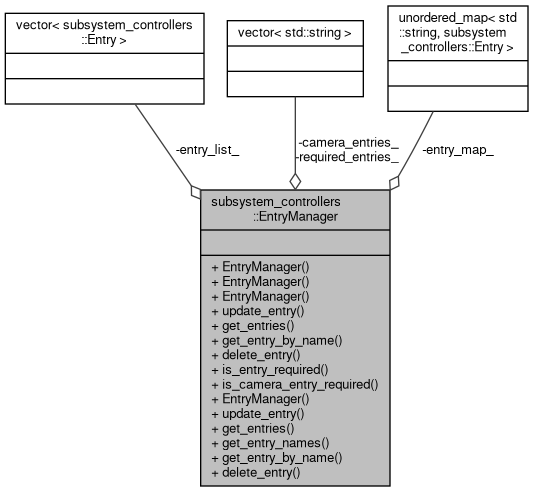 vector< subsystem_controllers
::Entry >
vector< std::string >
unordered_map< std
::string, subsystem
_controllers::Entry >
-entry_list_
-camera_entries_
-required_entries_
-entry_map_
subsystem_controllers
::EntryManager
+ EntryManager()
+ EntryManager()
+ EntryManager()
+ update_entry()
+ get_entries()
+ get_entry_by_name()
+ delete_entry()
+ is_entry_required()
+ is_camera_entry_required()
+ EntryManager()
+ update_entry()
+ get_entries()
+ get_entry_names()
+ get_entry_by_name()
+ delete_entry()